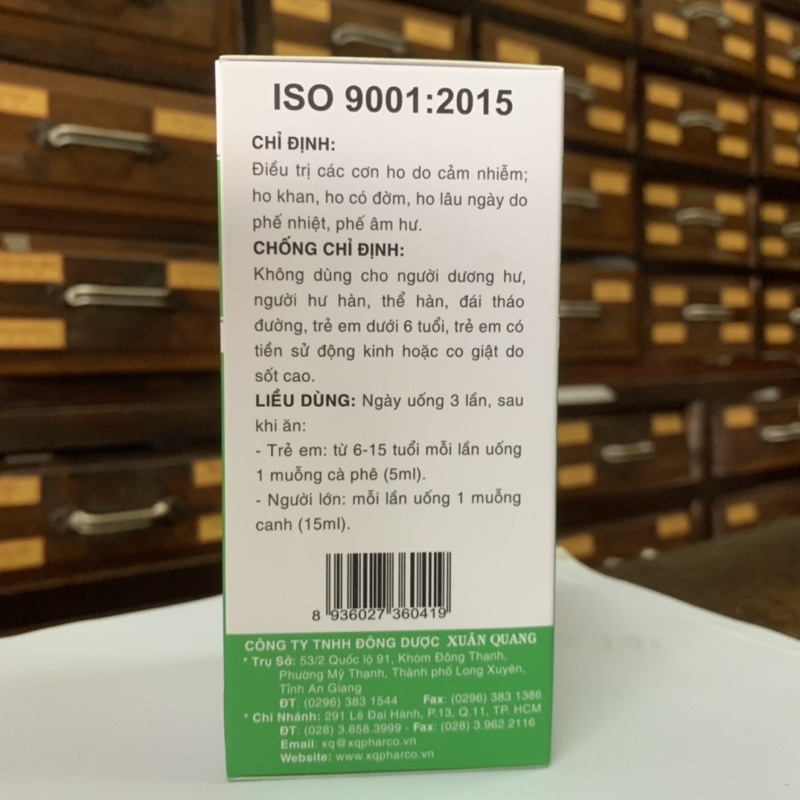 ISO 9001:2015
CHỈ ĐỊNH:
Điều trị các cơn ho do cảm nhiễm;
ho khan, ho có đờm, ho lâu ngày do
phế nhiệt, phế âm hư.
CHỐNG CHỈ ĐỊNH:
Không dùng cho người dương hư,
người hư hàn, thể hàn, đái tháo
đường, trẻ em dưới 6 tuổi, trẻ em có
tiền sử động kinh hoặc co giật do
sốt cao.
LIỀU DÙNG: Ngày uống 3 lần, sau
khi ăn:
- Trẻ em: từ 6-15 tuổi mỗi lần uống
1 muỗng cà phê (5ml).
- Người lớn: mỗi lần uống 1 muỗng
canh (15ml).
8 936027 360419
CÔNG TY TNHH ĐÔNG DƯỢC XUÂN QUANG
* Trụ Sở: 53/2 Quốc lộ 91, Khóm Đông Thạnh,
Phường Mỹ Thạnh, Thành phố Long Xuyên,
Tỉnh An Giang
ĐT: (0296) 383 1544 Fax: (0296) 383 1386
* Chi Nhánh: 291 Lê Đại Hành, P.13, Q.11, TP. HCM
ĐT: (028) 3.858.3999 - Fax: (028) 3.962.2116
Email: xq@xqpharco.vn
Website: www.xqpharco.vn